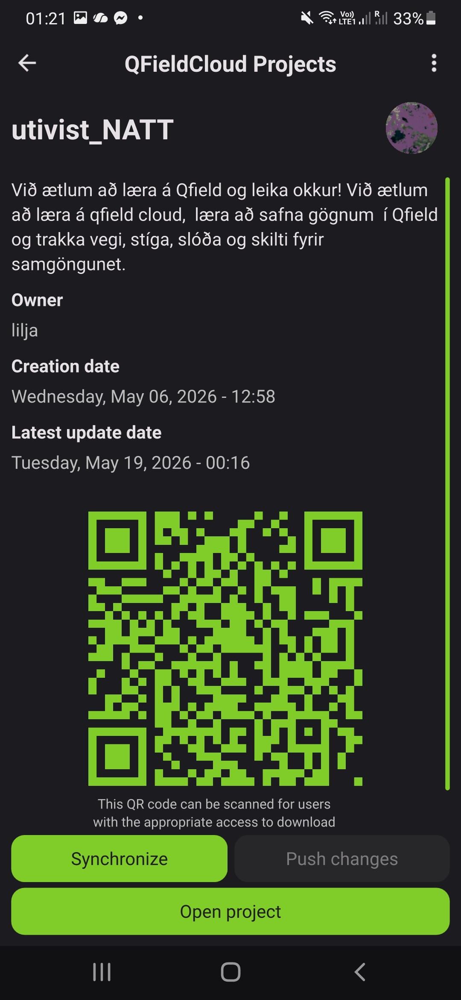 01:21
Vo)) LTE1 R 33%
QFieldCloud Projects
utivist_NATT
Við ætlum að læra á Qfield og leika okkur! Við ætlum
að læra á qfield cloud,  læra að safna gögnum  í Qfield
og trakka vegi, stíga, slóða og skilti fyrir
samgöngunet.
Owner
lilja
Creation date
Wednesday, May 06, 2026 - 12:58
Latest update date
Tuesday, May 19, 2026 - 00:16
This QR code can be scanned for users
with the appropriate access to download
Synchronize
Push changes
Open project